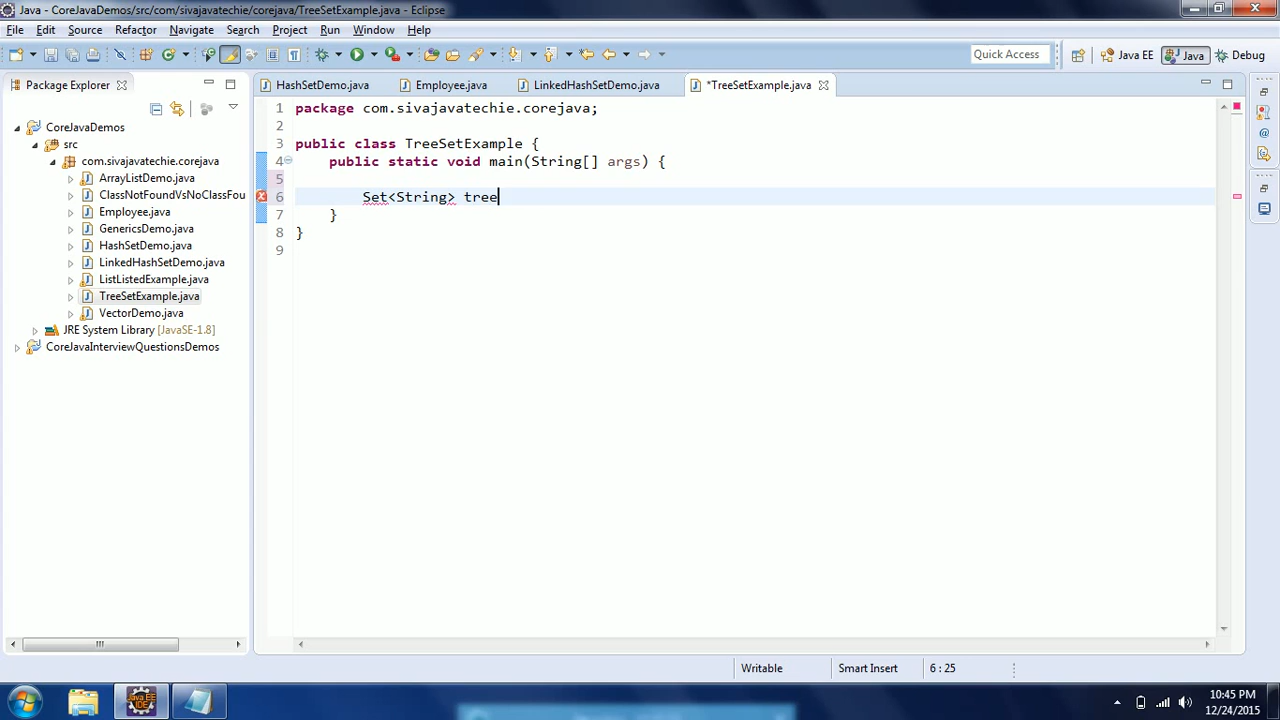 Java - CoreJavaDemos/src/com/sivajavatechie/corejava/TreeSetExample.java - Eclipse
File Edit Source Refactor Navigate Search Project Run Window Help
Quick Access Java EE Java Debug
Package Explorer
HashSetDemo.java Employee.java LinkedHashSetDemo.java *TreeSetExample.java
CoreJavaDemos
src
com.sivajavatechie.corejava
ArrayListDemo.java
ClassNotFoundVsNoClassFou
Employee.java
GenericsDemo.java
HashSetDemo.java
LinkedHashSetDemo.java
ListListedExample.java
TreeSetExample.java
VectorDemo.java
JRE System Library [JavaSE-1.8]
CoreJavaInterviewQuestionsDemos
1 package com.sivajavatechie.corejava;
2
3 public class TreeSetExample {
4 public static void main(String[] args) {
5
6 Set<String> tree
7 }
8 }
9
Writable Smart Insert 6 : 25
Java EE
IDE
10:45 PM
12/24/2015